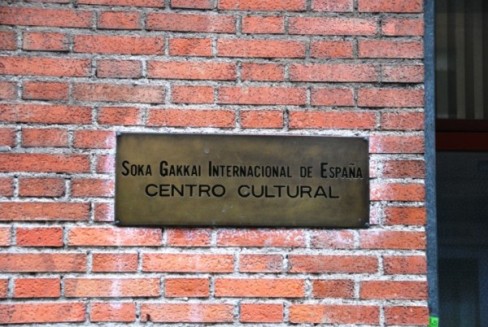 SOKA GAKKAI INTERNACIONAL DE ESPAÑA
CENTRO CULTURAL